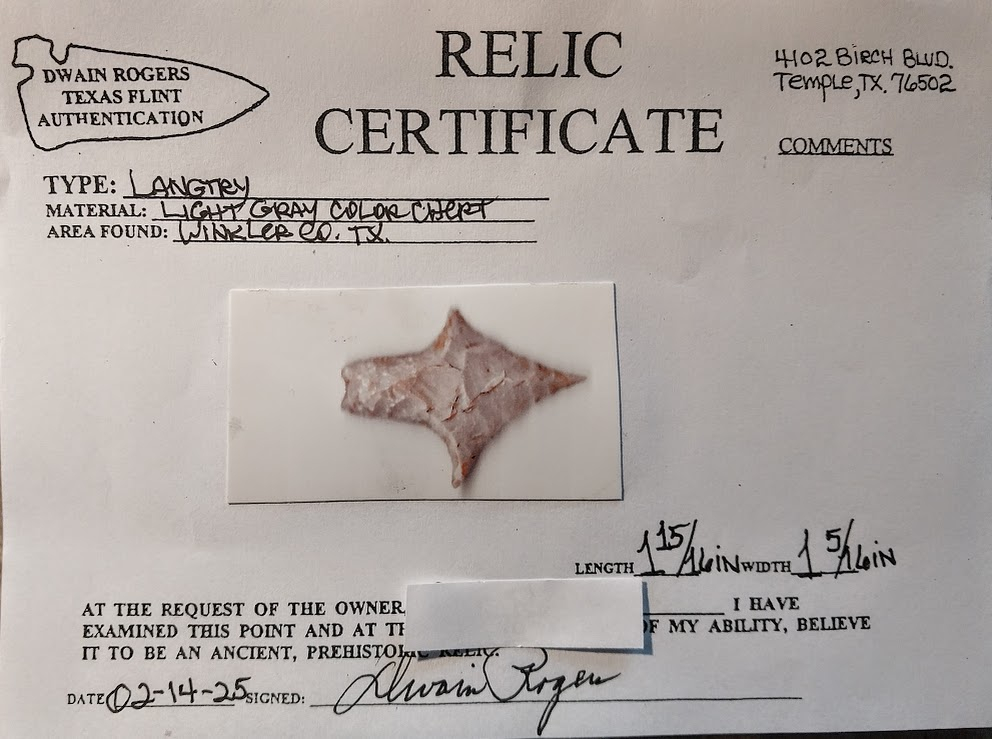 DWAIN ROGERS
TEXAS FLINT
AUTHENTICATION
RELIC
CERTIFICATE
4102 BIRCH BLVD.
Temple, TX. 76502
COMMENTS
TYPE: LANGTRY
MATERIAL: LIGHT GRAY COLOR CHERT
AREA FOUND: WINKLER CO. TX.
LENGTH 1 15/16 IN WIDTH 1 5/16 IN
AT THE REQUEST OF THE OWNER, I HAVE
EXAMINED THIS POINT AND AT OF MY ABILITY, BELIEVE
IT TO BE AN ANCIENT, PREHISTORIC RELIC.
DATE 02-14-25 SIGNED: Dwain Rogers